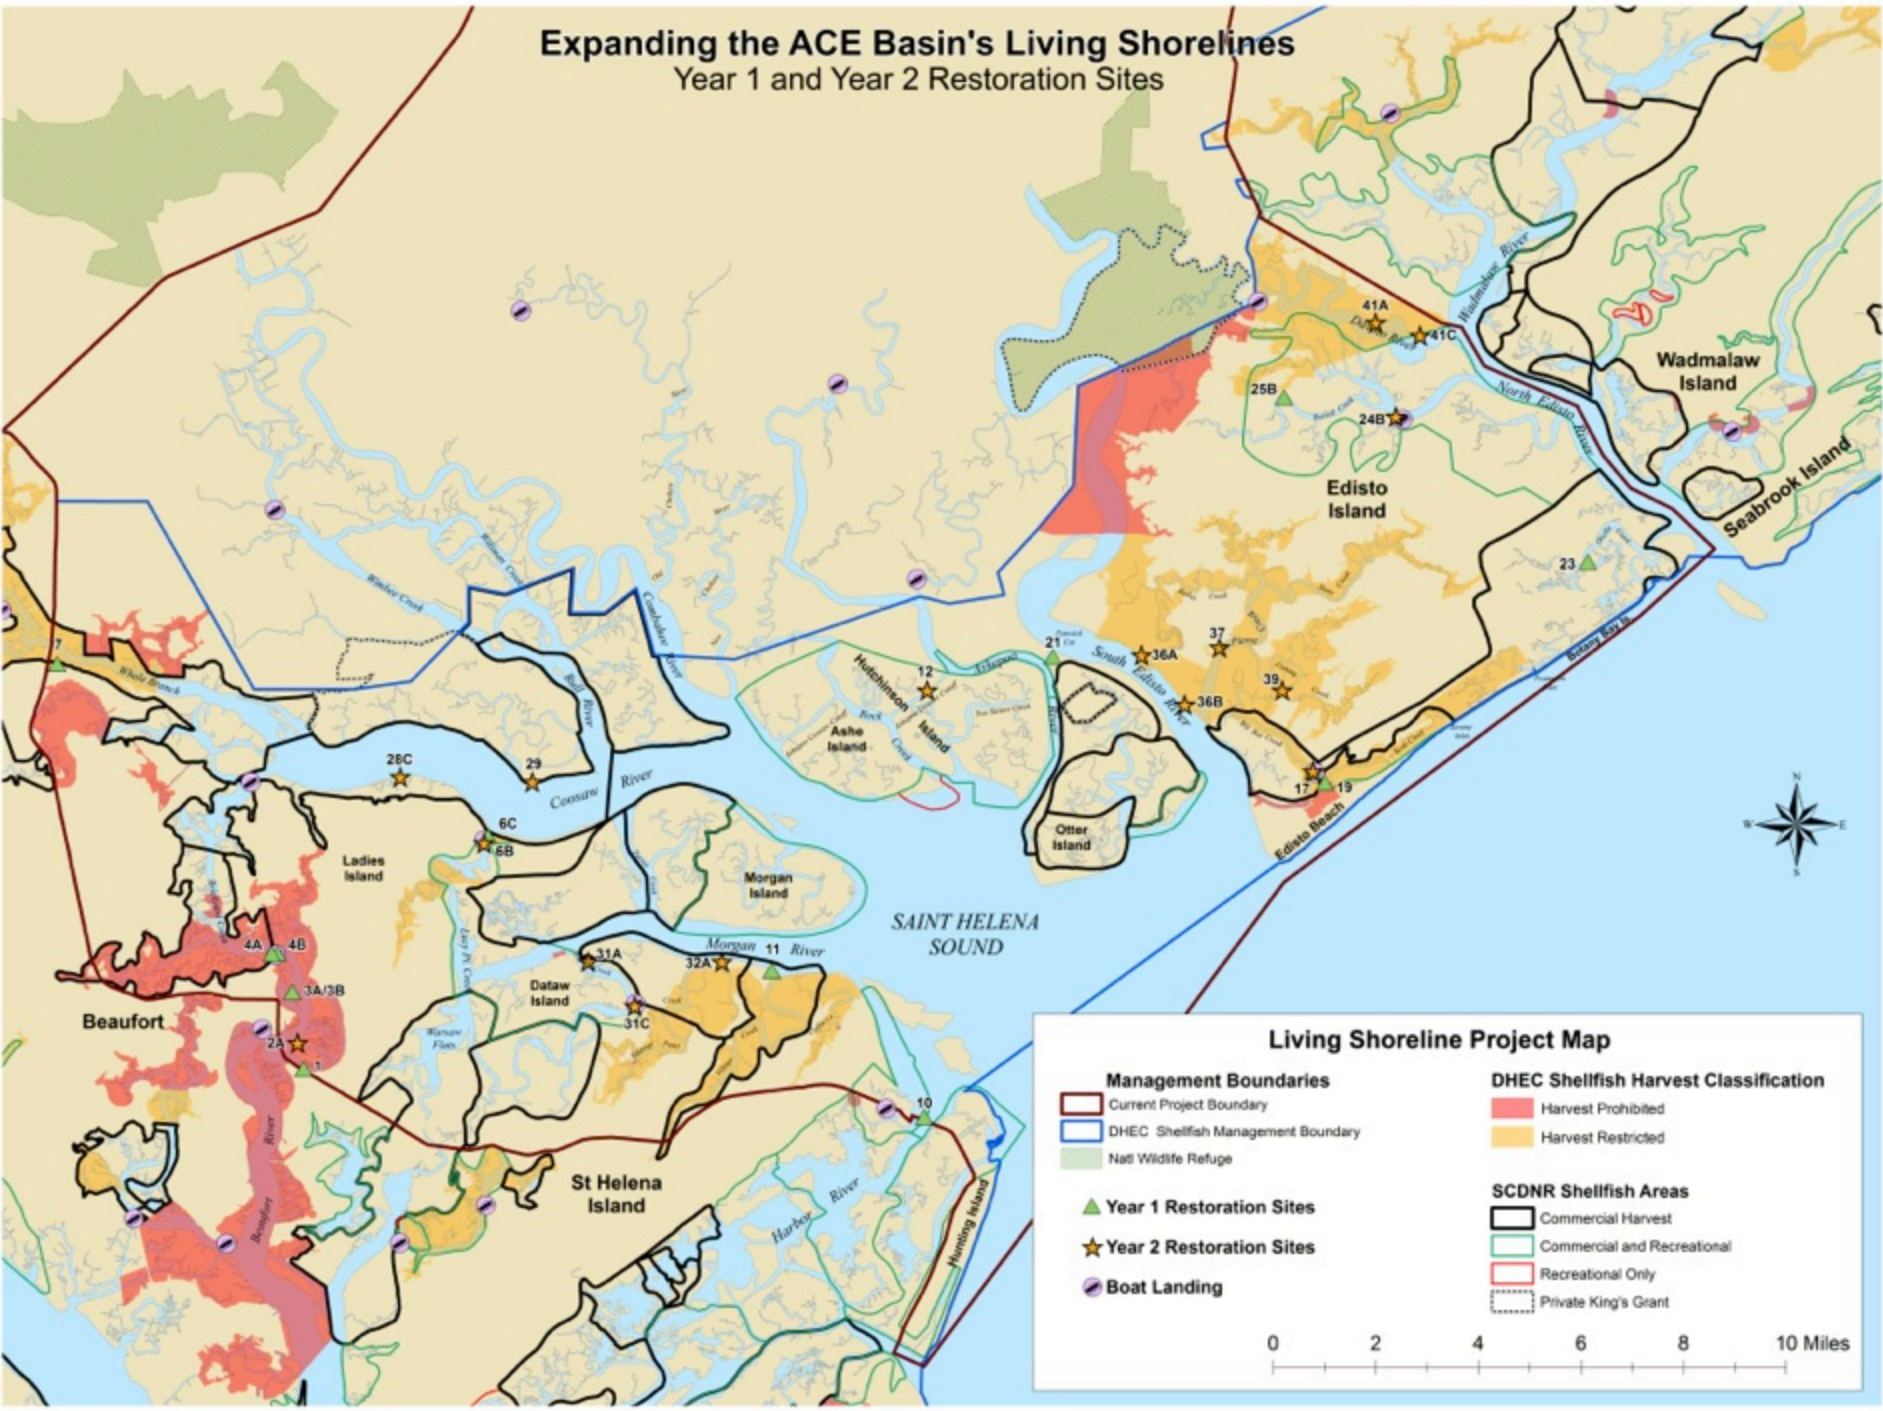 Expanding the ACE Basin's Living Shorelines
Year 1 and Year 2 Restoration Sites
Wadmalaw River
41A
41C
25B
24B
North Edisto
River
Wadmalaw
Island
Seabrook Island
Edisto
Island
23
Botany Bay Is.
Wimbee Creek
Combahee River
Bull
River
Whale Branch
7
Hutchinson
Island
12
Ashe
Island
Rock
Creek
21
River
South Edisto River
36A
36B
37
39
17
19
Edisto Beach
Otter
Island
28C
29
Coosaw River
6C
6B
Ladies
Island
Morgan
Island
SAINT HELENA
SOUND
Morgan River
11
4A
4B
3A/3B
Beaufort
2A
1
31A
32A
Dataw
Island
31C
Warsaw
Flats
10
St Helena
Island
Harbor River
Hunting Island
Beaufort River
N
W
E
S
Living Shoreline Project Map
Management Boundaries
Current Project Boundary
DHEC Shellfish Management Boundary
Natl Wildlife Refuge
Year 1 Restoration Sites
Year 2 Restoration Sites
Boat Landing
DHEC Shellfish Harvest Classification
Harvest Prohibited
Harvest Restricted
SCDNR Shellfish Areas
Commercial Harvest
Commercial and Recreational
Recreational Only
Private King's Grant
0 2 4 6 8 10 Miles